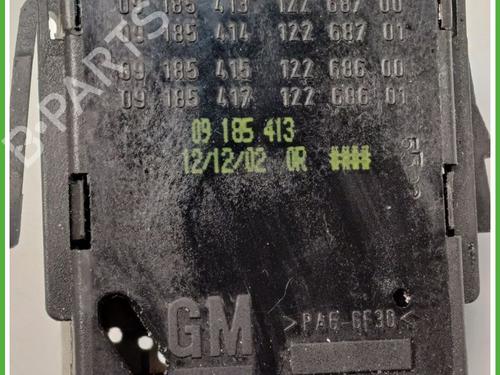 09 185 413 122 687 00
09 185 414 122 687 01
09 185 415 122 686 00
09 185 417 122 686 01
09 185 413
12/12/02 OR ####
GM
>PA6-GF30<
B-PARTS